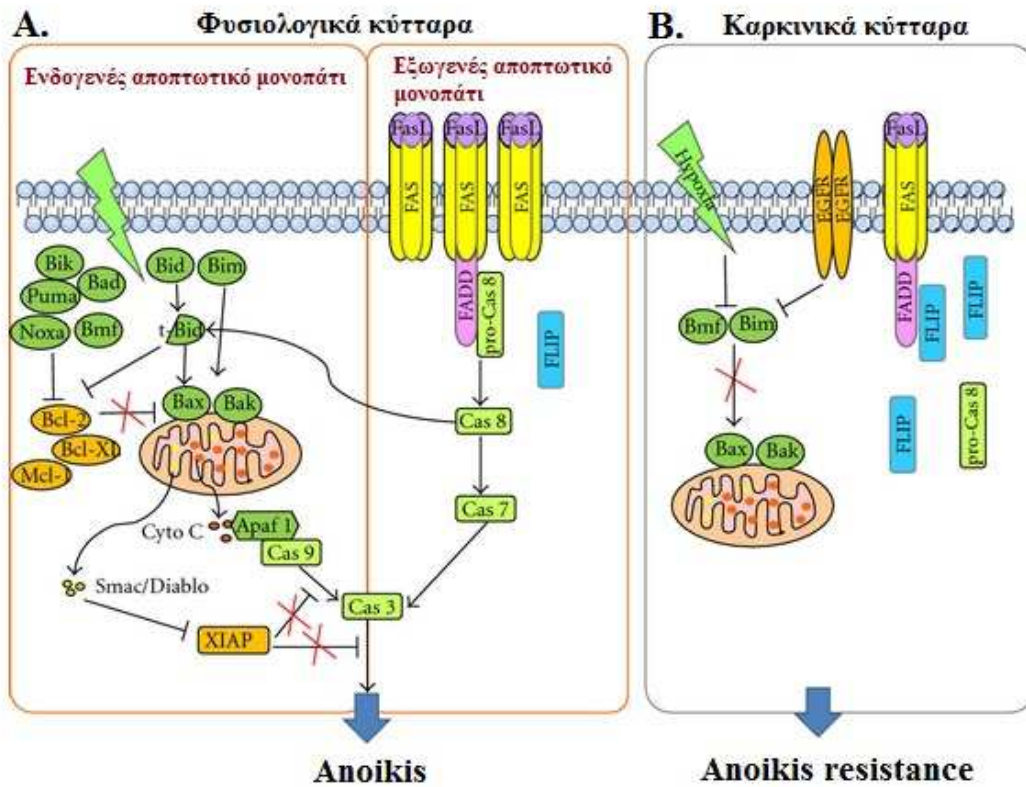 A.
Φυσιολογικά κύτταρα
Ενδογενές αποπτωτικό μονοπάτι
Εξωγενές αποπτωτικό
μονοπάτι
FasL
FasL
FasL
FAS
FAS
FAS
Bik
Bad
Puma
Noxa
Bmf
Bid
Bim
t-Bid
FADD
pro-Cas 8
FLIP
Bcl-2
Bcl-XL
Mcl-1
Bax
Bak
Cas 8
Cas 7
Cyto C
Apaf 1
Cas 9
Smac/Diablo
Cas 3
XIAP
Anoikis
B.
Καρκινικά κύτταρα
Hypoxia
EGFR
EGFR
FasL
FAS
FADD
FLIP
FLIP
Bmf
Bim
FLIP
pro-Cas 8
Bax
Bak
Anoikis resistance